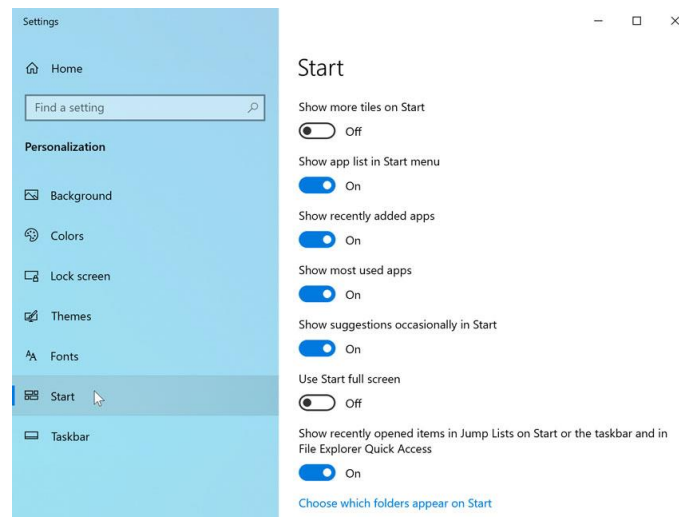 Settings
Home
Find a setting
Personalization
Background
Colors
Lock screen
Themes
Fonts
Start
Taskbar
Start
Show more tiles on Start
Off
Show app list in Start menu
On
Show recently added apps
On
Show most used apps
On
Show suggestions occasionally in Start
On
Use Start full screen
Off
Show recently opened items in Jump Lists on Start or the taskbar and in
File Explorer Quick Access
On
Choose which folders appear on Start